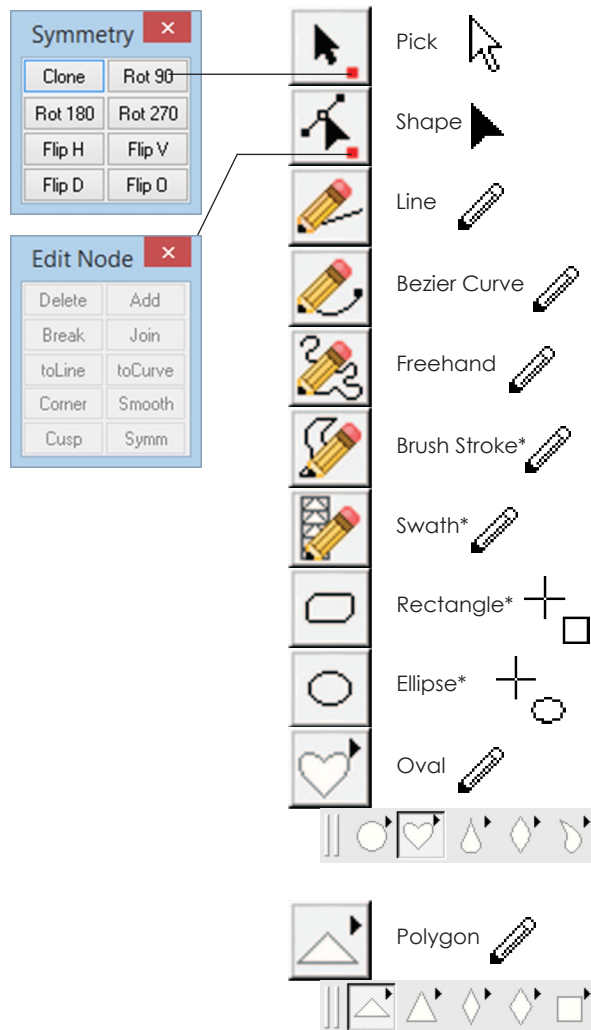 Symmetry
Clone Rot 90
Rot 180 Rot 270
Flip H Flip V
Flip D Flip O
Edit Node
Delete Add
Break Join
toLine toCurve
Corner Smooth
Cusp Symm
Pick
Shape
Line
Bezier Curve
Freehand
Brush Stroke*
Swath*
Rectangle*
Ellipse*
Oval
Polygon